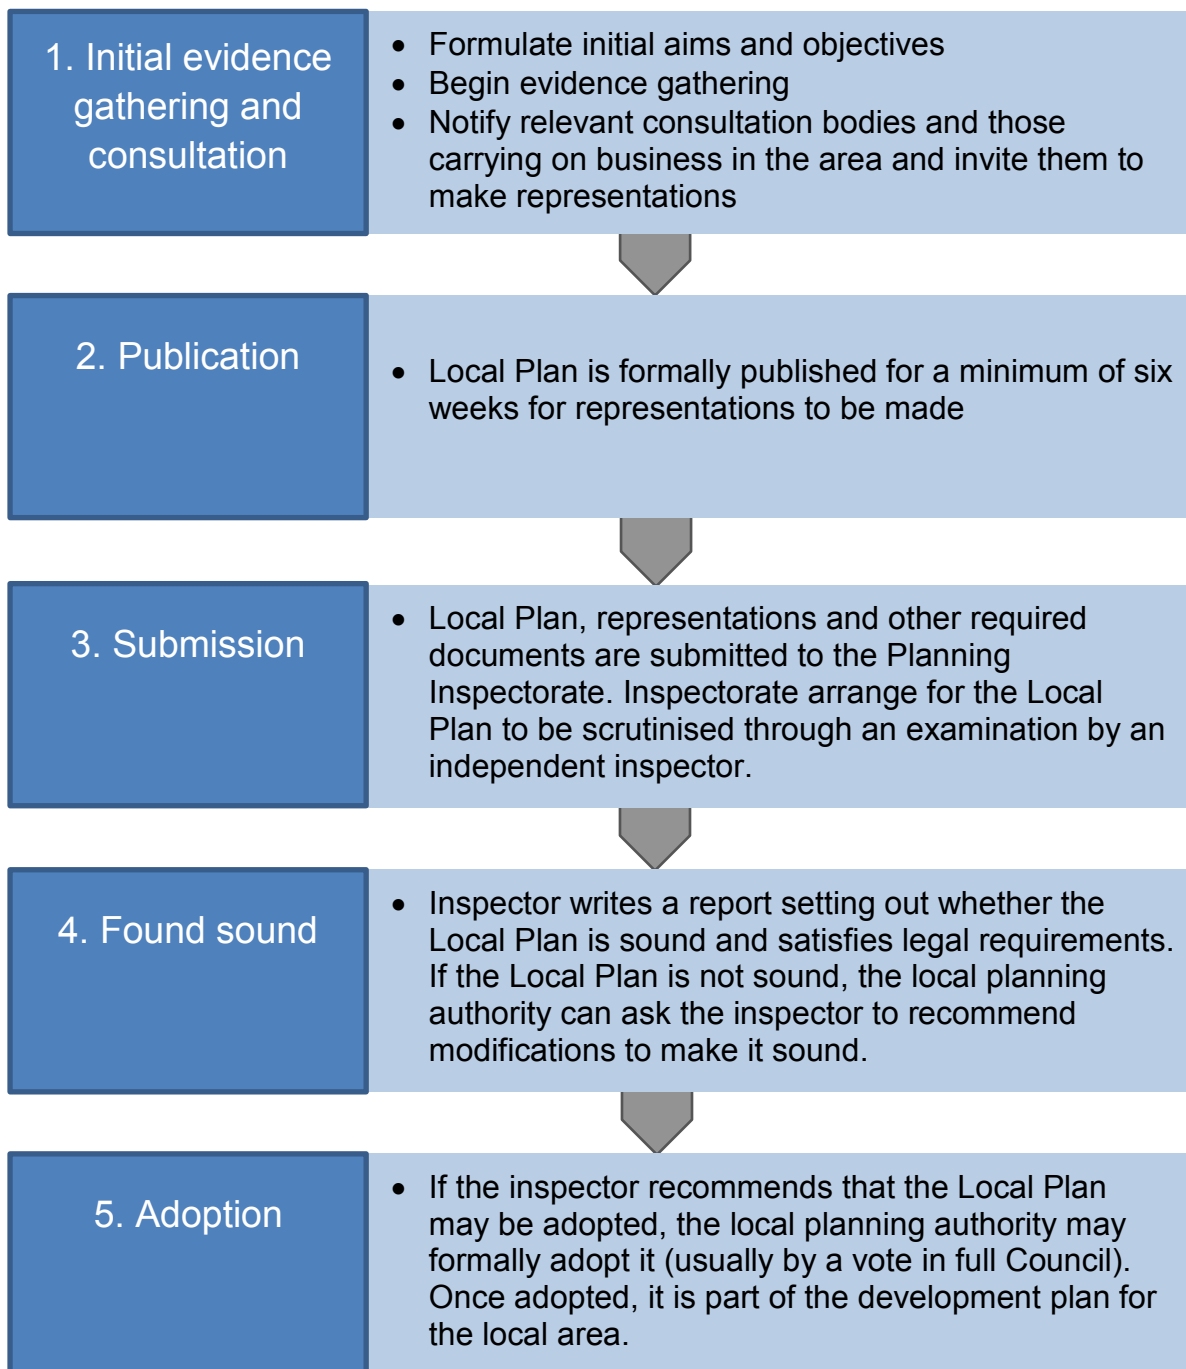 1. Initial evidence
gathering and
consultation
• Formulate initial aims and objectives
• Begin evidence gathering
• Notify relevant consultation bodies and those
carrying on business in the area and invite them to
make representations
2. Publication
• Local Plan is formally published for a minimum of six
weeks for representations to be made
3. Submission
• Local Plan, representations and other required
documents are submitted to the Planning
Inspectorate. Inspectorate arrange for the Local
Plan to be scrutinised through an examination by an
independent inspector.
4. Found sound
• Inspector writes a report setting out whether the
Local Plan is sound and satisfies legal requirements.
If the Local Plan is not sound, the local planning
authority can ask the inspector to recommend
modifications to make it sound.
5. Adoption
• If the inspector recommends that the Local Plan
may be adopted, the local planning authority may
formally adopt it (usually by a vote in full Council).
Once adopted, it is part of the development plan for
the local area.